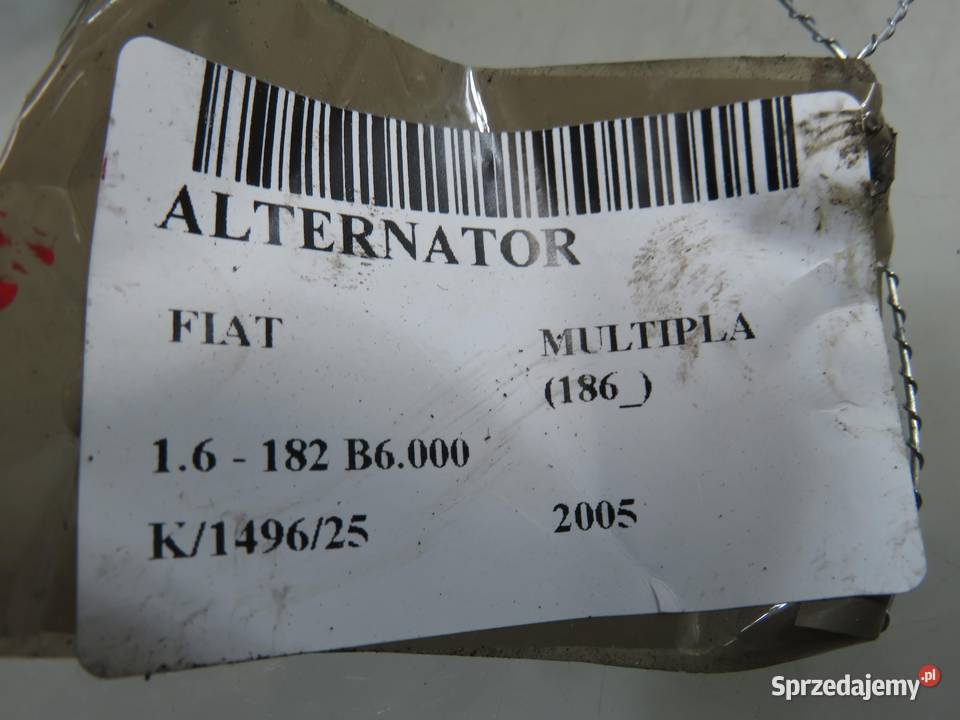 ALTERNATOR
FIAT MULTIPLA
(186_)
1.6 - 182 B6.000
K/1496/25 2005
Sprzedajemy.pl